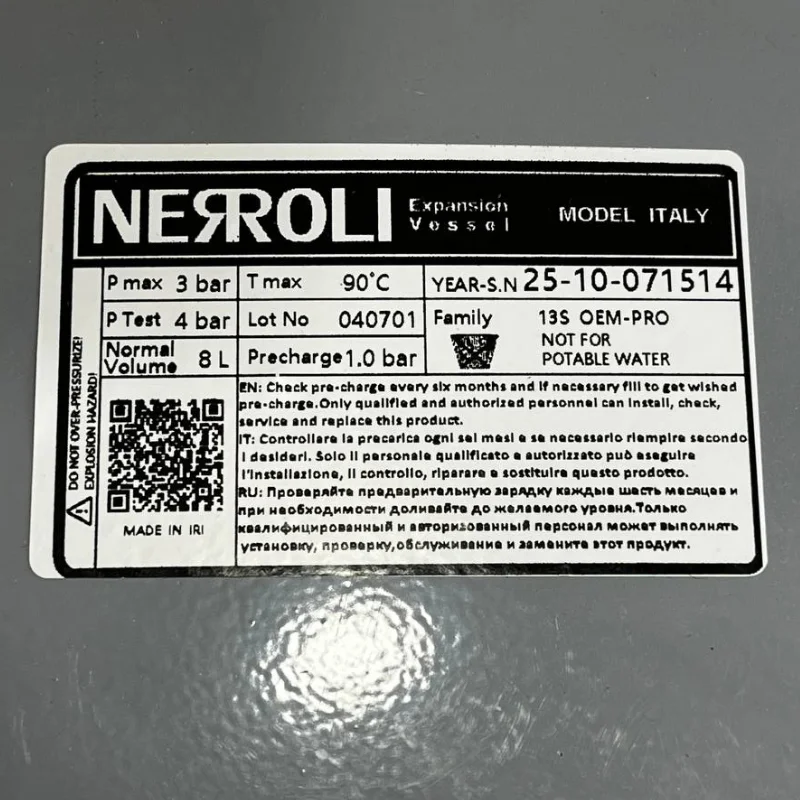 NERROLI Expansion Vessel MODEL ITALY
P max 3 bar T max -90°C YEAR-S.N 25-10-071514
P Test 4 bar Lot No 040701 Family 13S OEM-PRO
Normal Volume 8 L Precharge 1.0 bar NOT FOR
POTABLE WATER
DO NOT OVER-PRESSURIZE!
EXPLOSION HAZARD!
MADE IN IRI
EN: Check pre-charge every six months and if necessary fill to get wished
pre-charge.Only qualified and authorized personnel can install, check,
service and replace this product.
IT: Controllare la precarica ogni sei mesi e se necessario riempire secondo
i desideri. Solo il personale qualificato e autorizzato può eseguire
l'installazione, il controllo, riparare e sostituire questo prodotto.
RU: Проверяйте предварительную зарядку каждые шесть месяцев и
при необходимости доливайте до желаемого уровня.Только
квалифицированный и авторизованный персонал может выполнять
установку, проверку,обслуживание и замените этот продукт.